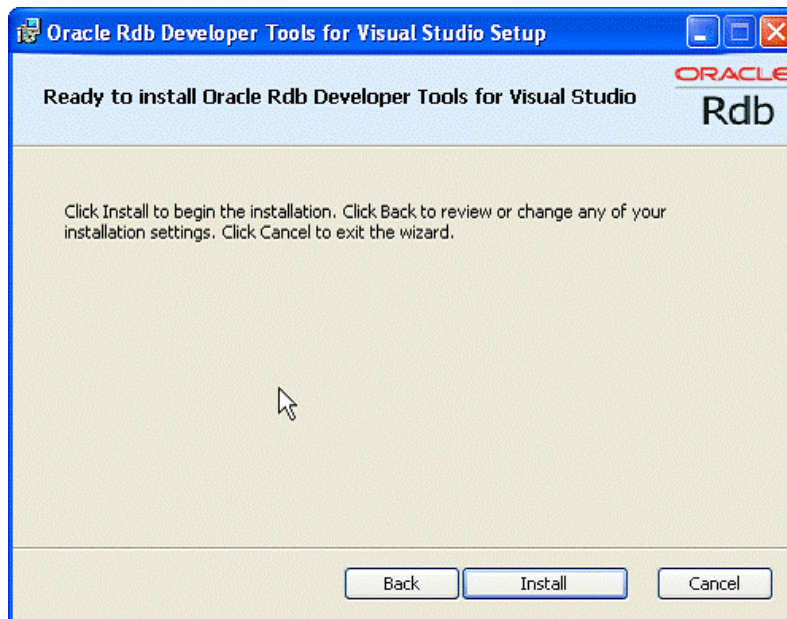 Oracle Rdb Developer Tools for Visual Studio Setup
Ready to install Oracle Rdb Developer Tools for Visual Studio
ORACLE
Rdb
Click Install to begin the installation. Click Back to review or change any of your
installation settings. Click Cancel to exit the wizard.
Back
Install
Cancel